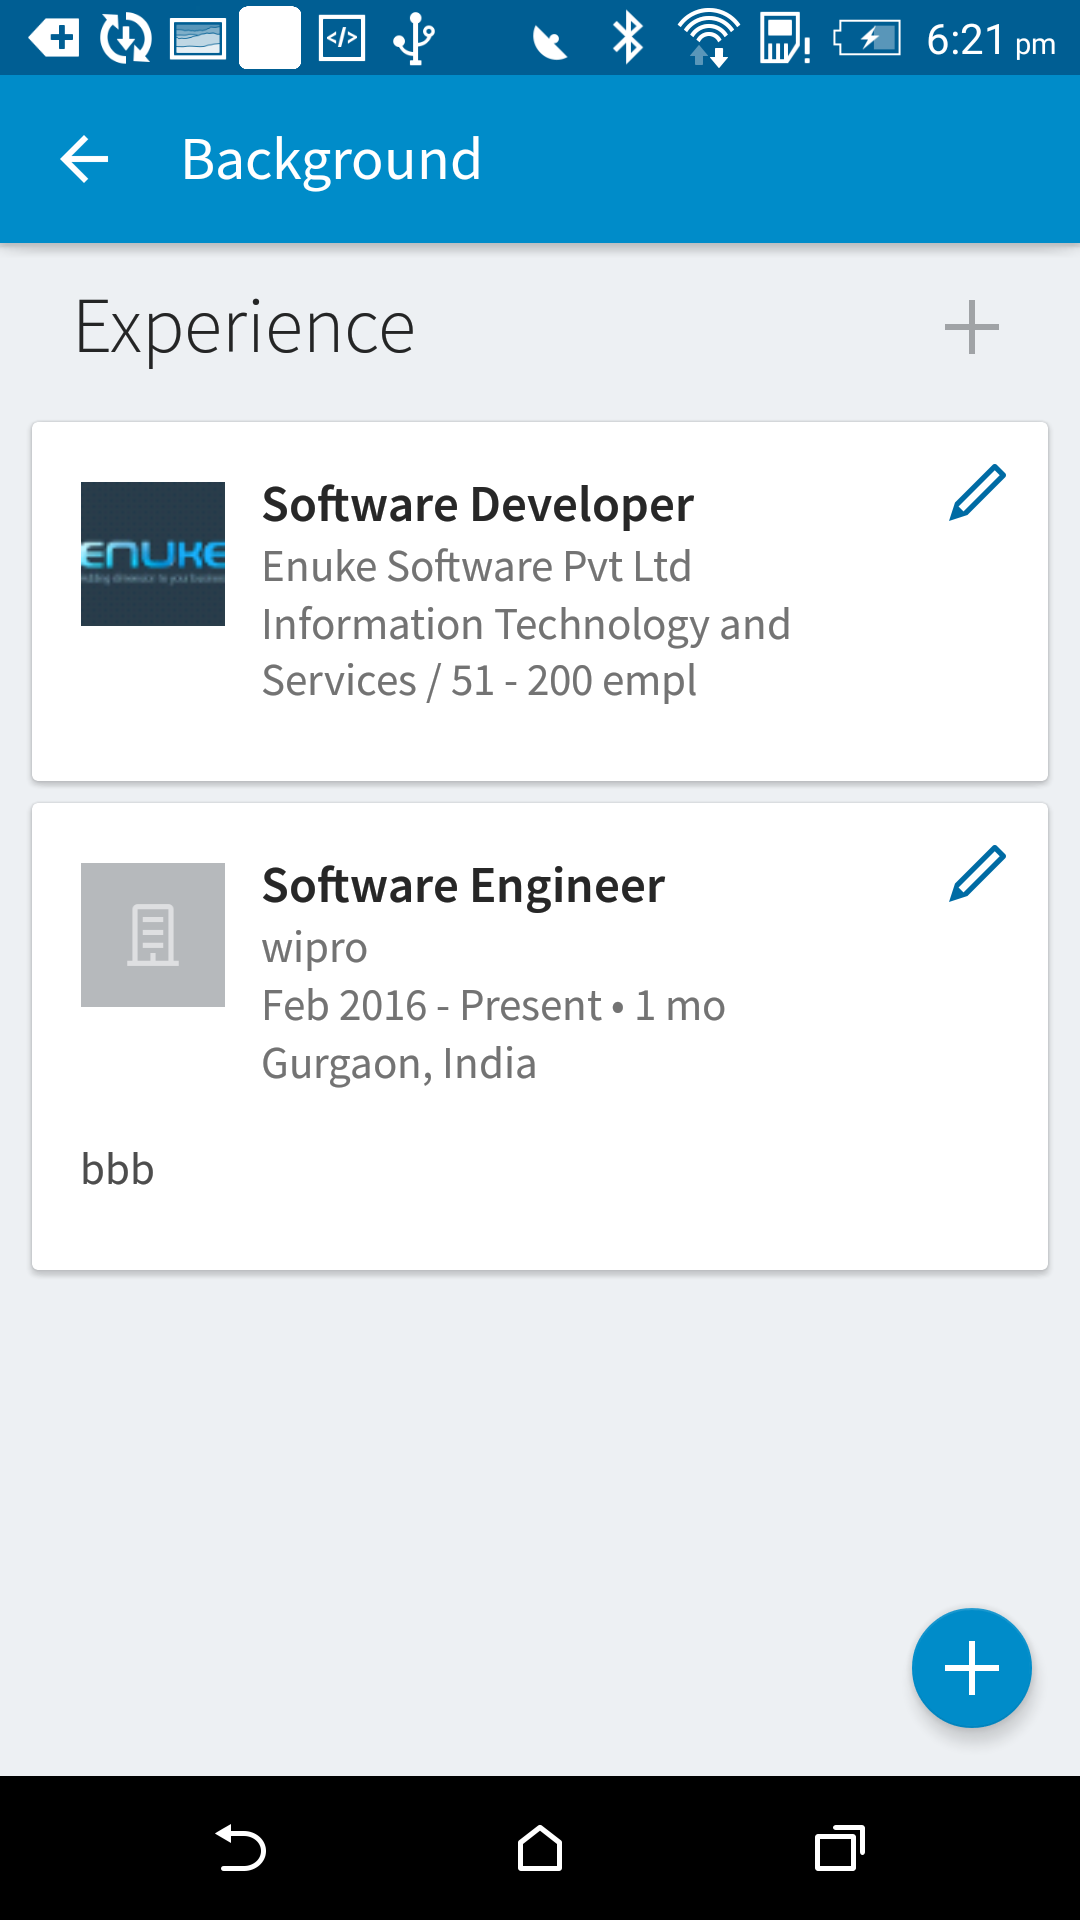 6:21 pm
Background
Experience
ENUKE
Software Developer
Enuke Software Pvt Ltd
Information Technology and
Services / 51 - 200 empl
Software Engineer
wipro
Feb 2016 - Present • 1 mo
Gurgaon, India
bbb